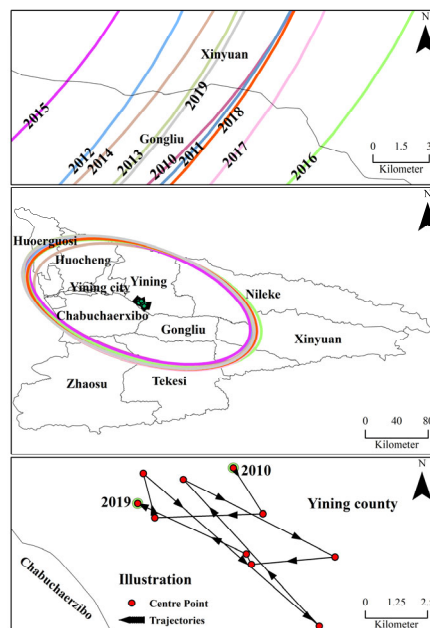 N
Xinyuan
2015
2019
Gongliu
2012
2014
2013
2010
2011
2018
2017
2016
0 1.5 3
Kilometer
N
Huoerguosi
Huocheng
Yining city
Yining
Nileke
Chabuchaerxibo
Gongliu
Xinyuan
Zhaosu
Tekesi
0 40 80
Kilometer
N
2010
2019
Yining county
Chabuchaerzibo
Illustration
Centre Point
Trajectories
0 1.25
Kilometer